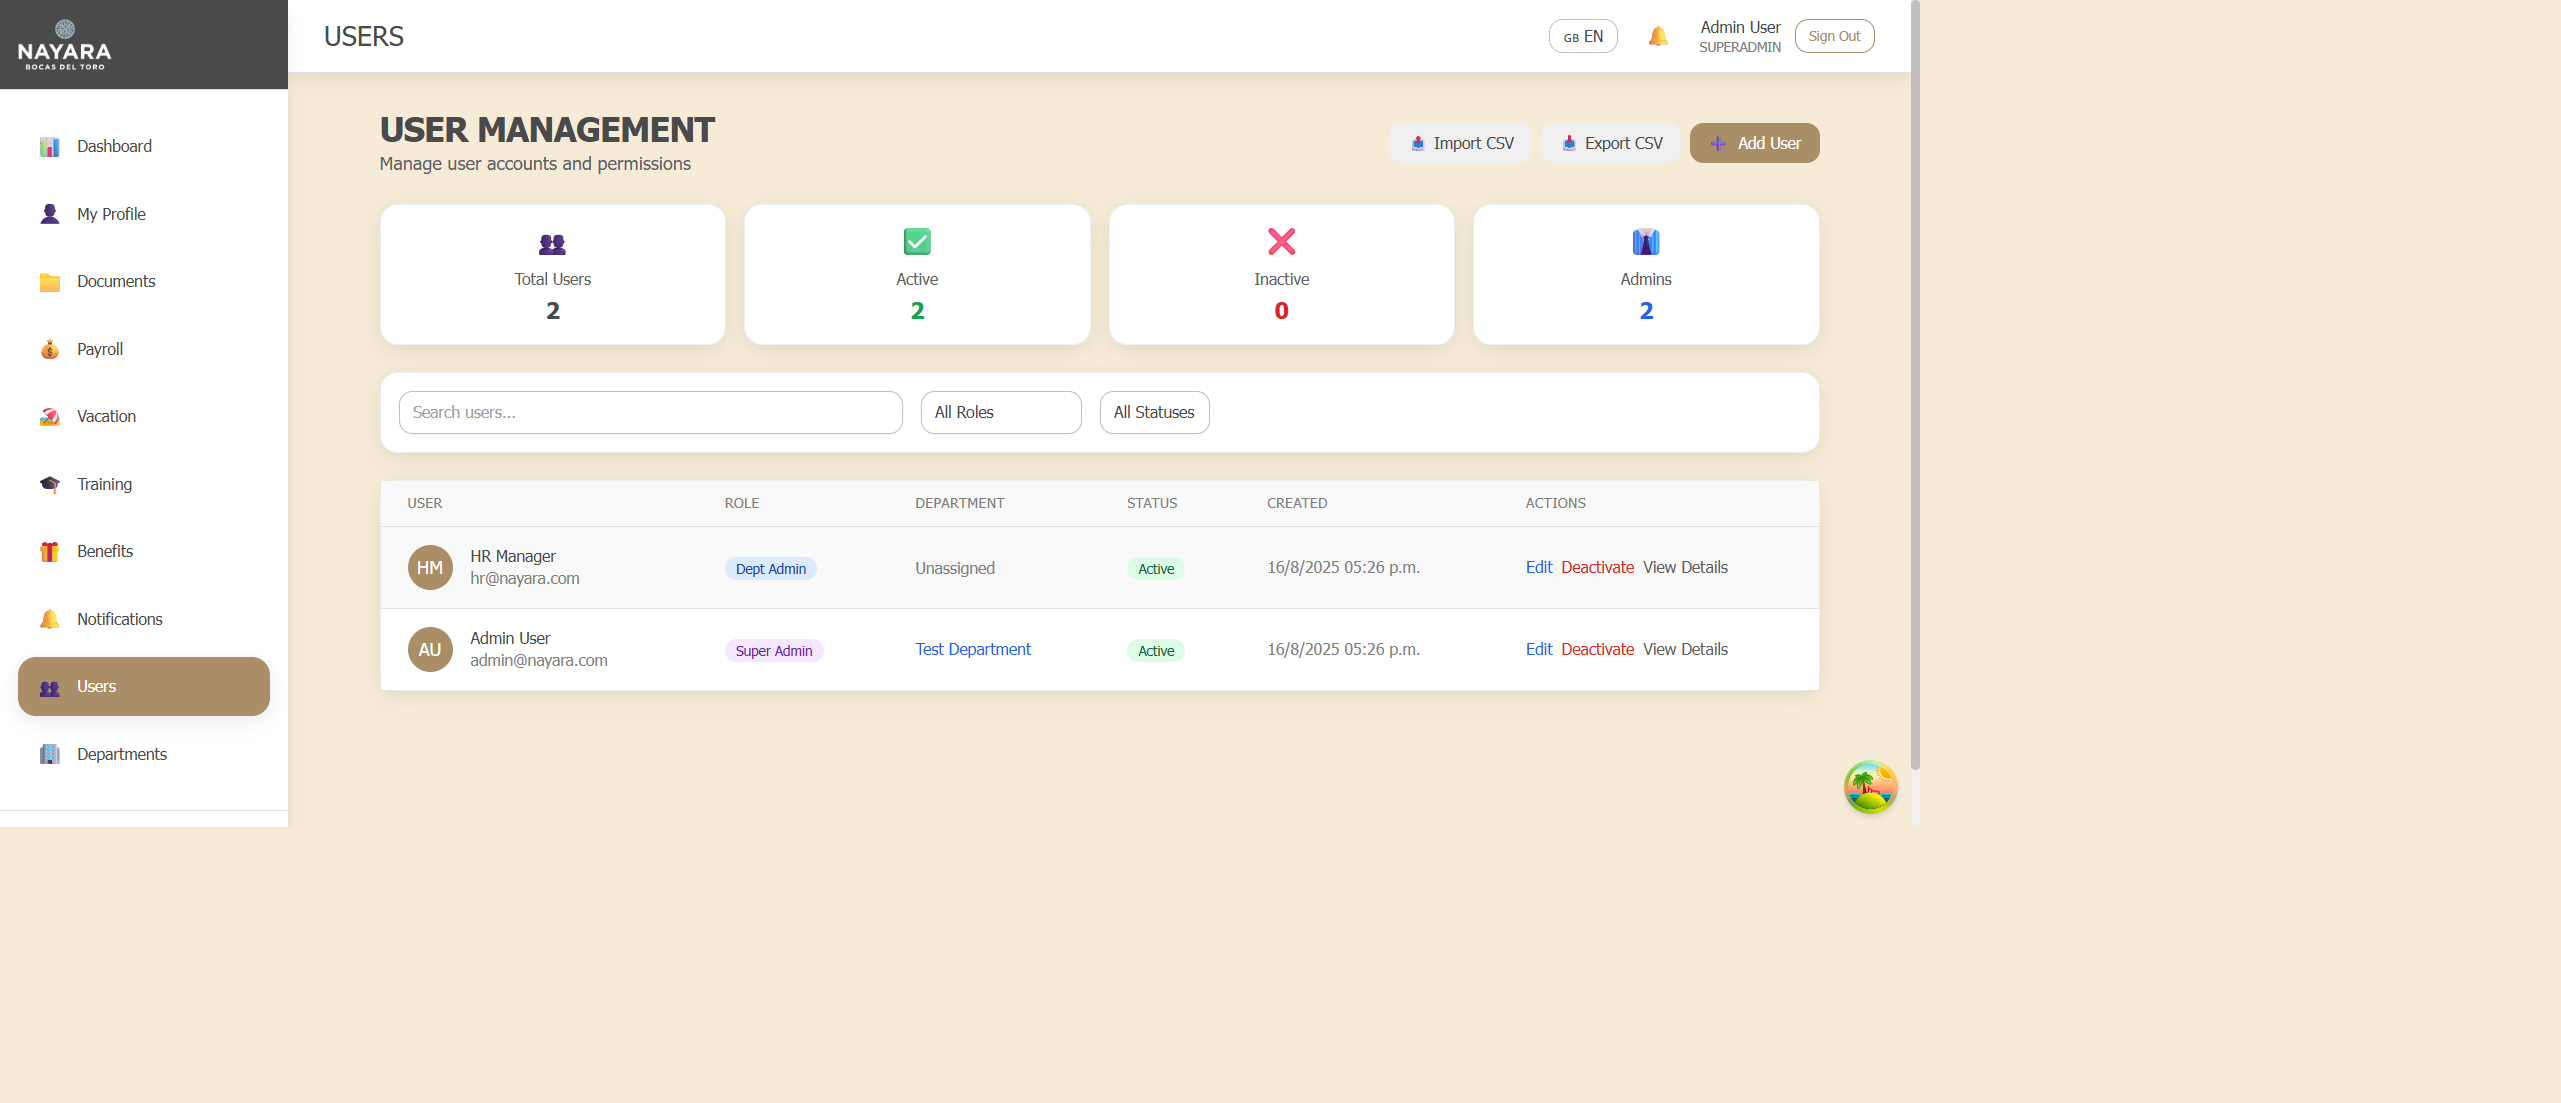 NAYARA
BOCAS DEL TORO
USERS
GB EN
Admin User
SUPERADMIN
Sign Out
Dashboard
My Profile
Documents
Payroll
Vacation
Training
Benefits
Notifications
Users
Departments
USER MANAGEMENT
Manage user accounts and permissions
Import CSV
Export CSV
Add User
Total Users
2
Active
2
Inactive
0
Admins
2
Search users...
All Roles
All Statuses
USER ROLE DEPARTMENT STATUS CREATED ACTIONS
HM HR Manager
hr@nayara.com
Dept Admin Unassigned Active 16/8/2025 05:26 p.m. Edit Deactivate View Details
AU Admin User
admin@nayara.com
Super Admin Test Department Active 16/8/2025 05:26 p.m. Edit Deactivate View Details